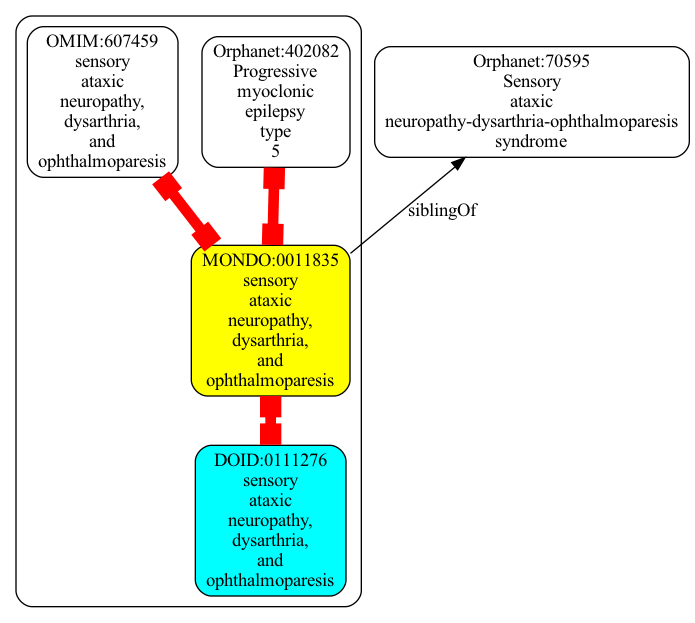 OMIM:607459
sensory
ataxic
neuropathy,
dysarthria,
and
ophthalmoparesis
Orphanet:402082
Progressive
myoclonic
epilepsy
type
5
Orphanet:70595
Sensory
ataxic
neuropathy-dysarthria-ophthalmoparesis
syndrome
siblingOf
MONDO:0011835
sensory
ataxic
neuropathy,
dysarthria,
and
ophthalmoparesis
DOID:0111276
sensory
ataxic
neuropathy,
dysarthria,
and
ophthalmoparesis